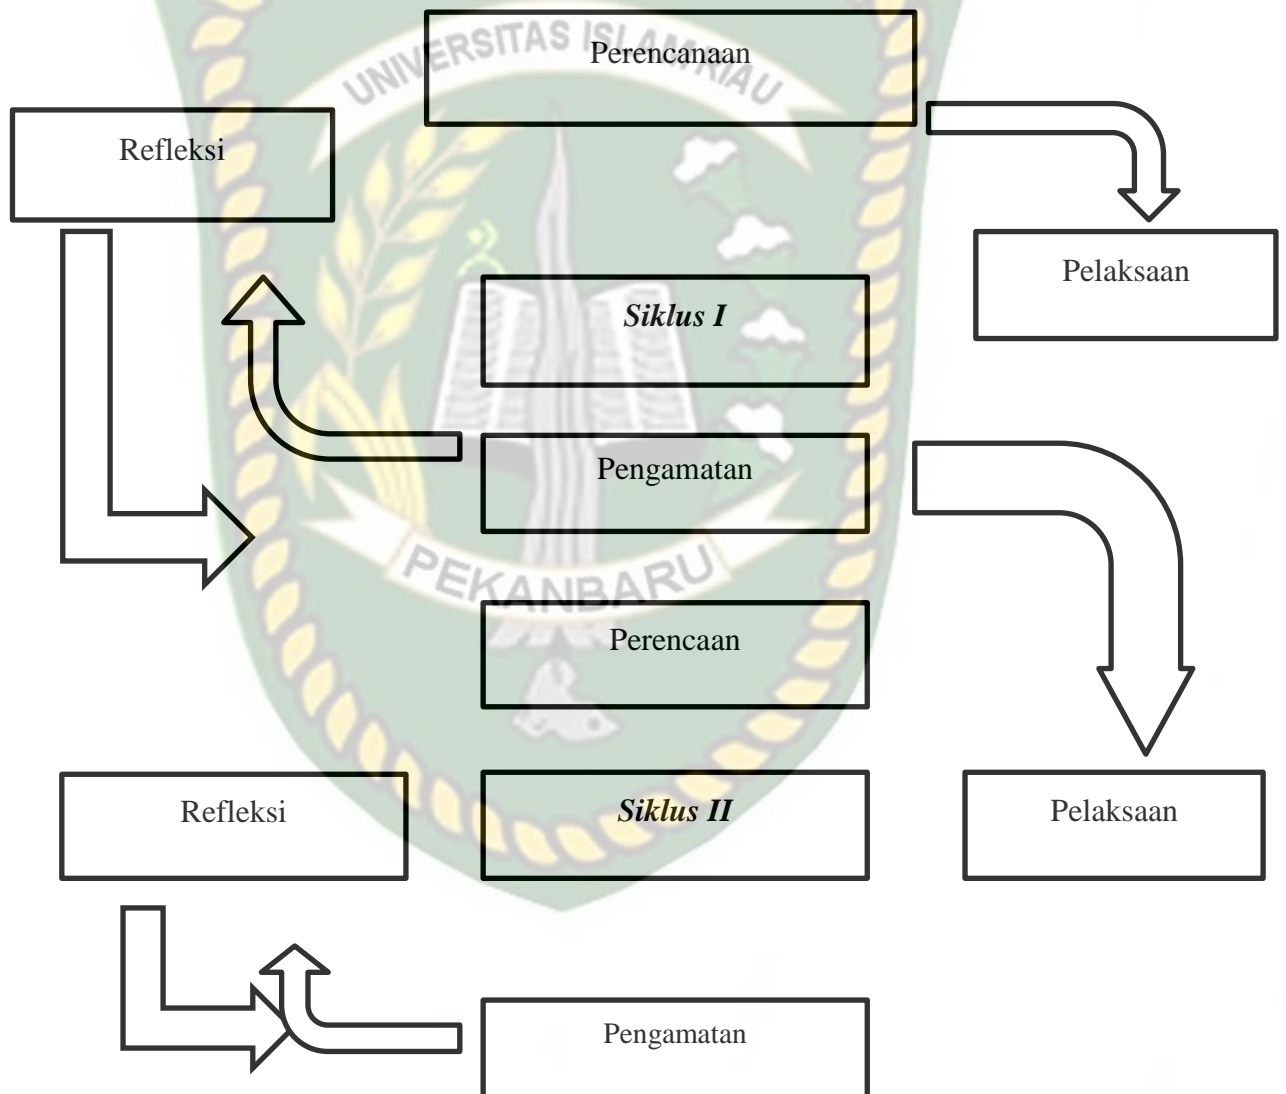 UNIVERSITAS ISLAM RIAU
Perencanaan
Refleksi
Pelaksaan
Siklus I
Pengamatan
PEKANBARU
Perencaan
Refleksi
Siklus II
Pelaksaan
Pengamatan